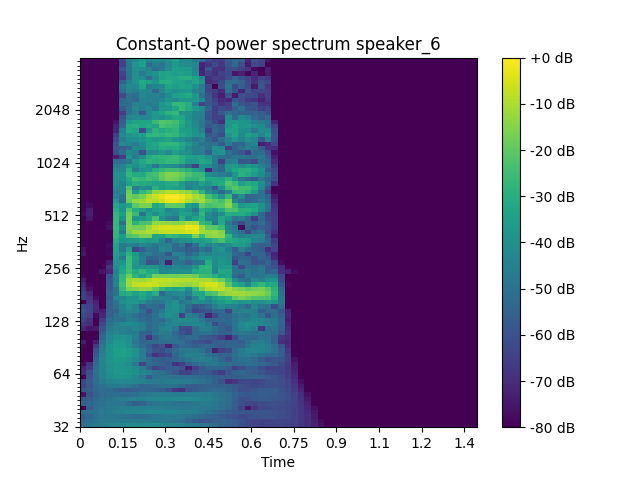 Constant-Q power spectrum speaker_6
Hz
2048
1024
512
256
128
64
32
0 0.15 0.3 0.45 0.6 0.75 0.9 1.1 1.2 1.4
Time
+0 dB
-10 dB
-20 dB
-30 dB
-40 dB
-50 dB
-60 dB
-70 dB
-80 dB